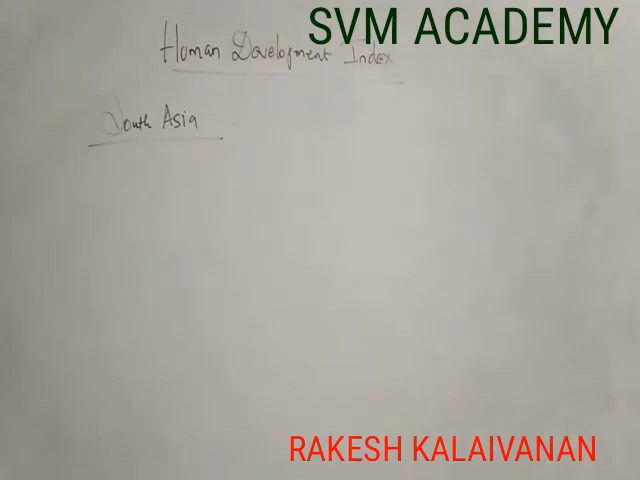 SVM ACADEMY
Human Development Index
South Asia
RAKESH KALAIVANAN